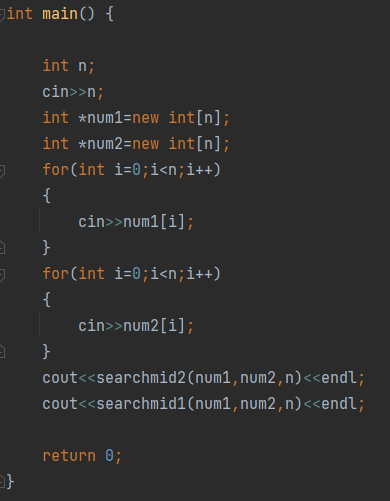 int main() {
int n;
cin>>n;
int *num1=new int[n];
int *num2=new int[n];
for(int i=0;i<n;i++)
{
cin>>num1[i];
}
for(int i=0;i<n;i++)
{
cin>>num2[i];
}
cout<<searchmid2(num1,num2,n)<<endl;
cout<<searchmid1(num1,num2,n)<<endl;
return 0;
}